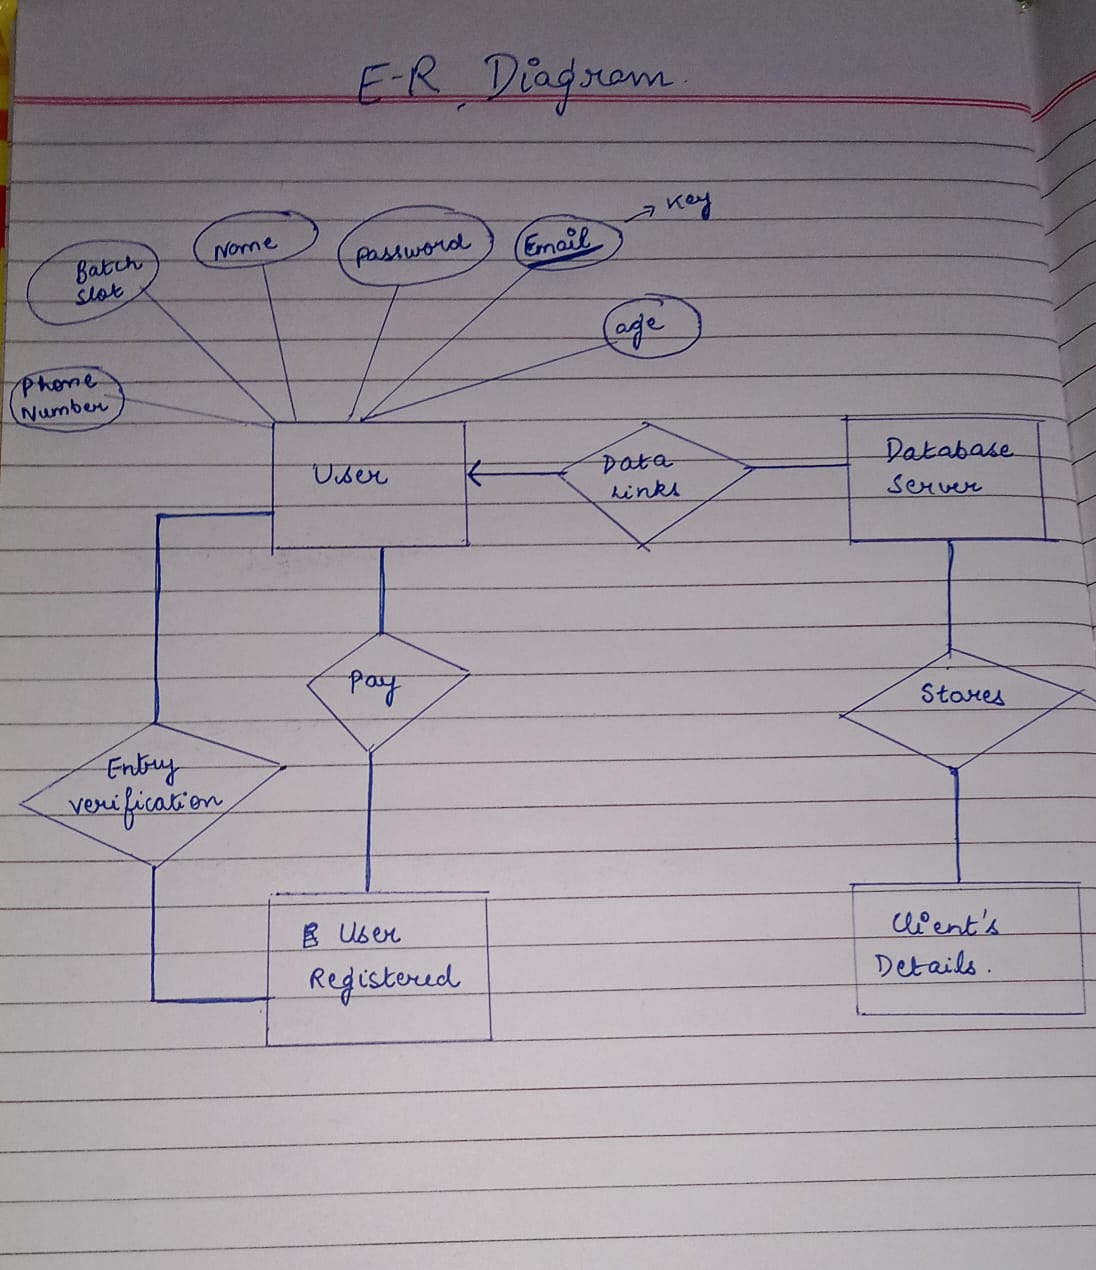 E-R Diagram.
→ Key
Name
Password
Email
Batch
Slot
age
Phone
Number
User
Data
Links
Database
Server
Pay
Stores
Entry
verification
User
Registered
Client's
Details.